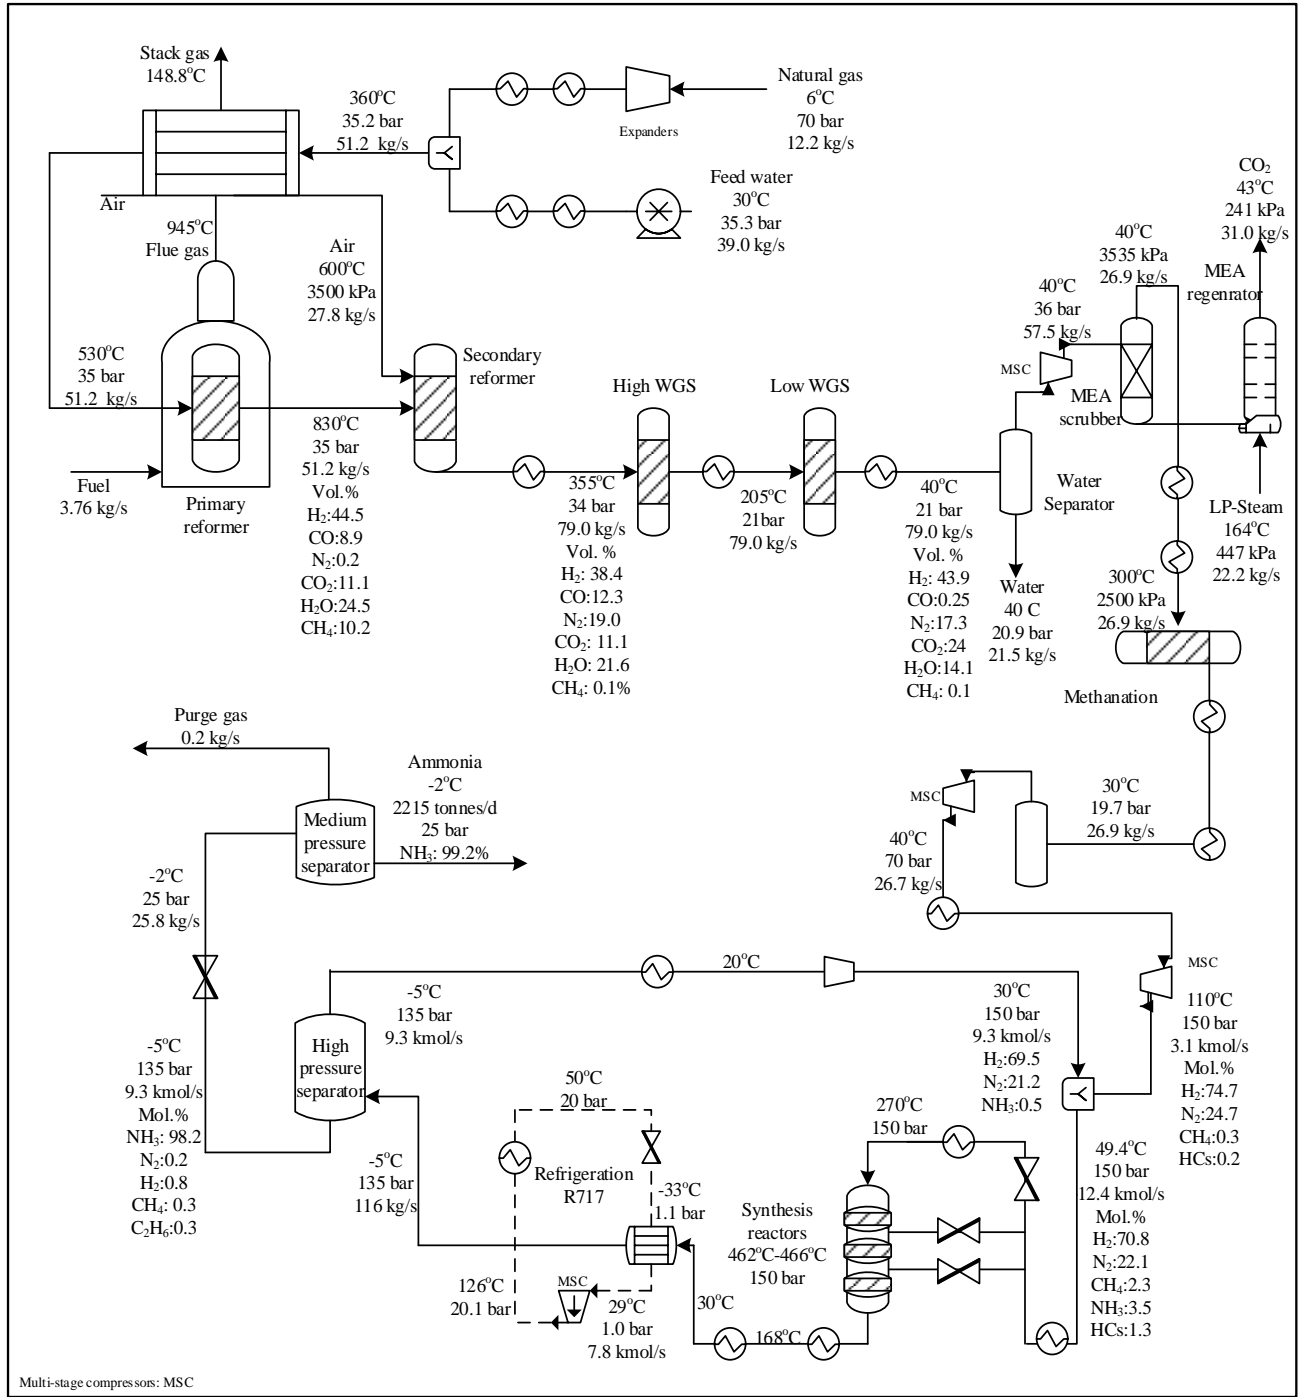 Stack gas
148.8°C
360°C
35.2 bar
51.2 kg/s
Expanders
Natural gas
6°C
70 bar
12.2 kg/s
Feed water
30°C
35.3 bar
39.0 kg/s
Air
945°C
Flue gas
Air
600°C
3500 kPa
27.8 kg/s
530°C
35 bar
51.2 kg/s
Fuel
3.76 kg/s
Primary
reformer
830°C
35 bar
51.2 kg/s
Vol.%
H₂:44.5
CO:8.9
N₂:0.2
CO₂:11.1
H₂O:24.5
CH₄:10.2
Secondary
reformer
355°C
34 bar
79.0 kg/s
Vol. %
H₂: 38.4
CO:12.3
N₂:19.0
CO₂: 11.1
H₂O: 21.6
CH₄: 0.1%
High WGS
205°C
21bar
79.0 kg/s
Low WGS
40°C
21 bar
79.0 kg/s
Vol. %
H₂: 43.9
CO:0.25
N₂:17.3
CO₂:24
H₂O:14.1
CH₄: 0.1
Water
Separator
Water
40 C
20.9 bar
21.5 kg/s
40°C
36 bar
57.5 kg/s
MSC
MEA
scrubber
40°C
3535 kPa
26.9 kg/s
CO₂
43°C
241 kPa
31.0 kg/s
MEA
regenrator
LP-Steam
164°C
447 kPa
22.2 kg/s
300°C
2500 kPa
26.9 kg/s
Methanation
30°C
19.7 bar
26.9 kg/s
MSC
40°C
70 bar
26.7 kg/s
MSC
110°C
150 bar
3.1 kmol/s
Mol.%
H₂:74.7
N₂:24.7
CH₄:0.3
HCs:0.2
30°C
150 bar
9.3 kmol/s
H₂:69.5
N₂:21.2
NH₃:0.5
49.4°C
150 bar
12.4 kmol/s
Mol.%
H₂:70.8
N₂:22.1
CH₄:2.3
NH₃:3.5
HCs:1.3
270°C
150 bar
Synthesis
reactors
462°C-466°C
150 bar
168°C
30°C
50°C
20 bar
Refrigeration
R717
-33°C
1.1 bar
126°C
20.1 bar
MSC
29°C
1.0 bar
7.8 kmol/s
-5°C
135 bar
116 kg/s
High
pressure
separator
-5°C
135 bar
9.3 kmol/s
20°C
-5°C
135 bar
9.3 kmol/s
Mol.%
NH₃: 98.2
N₂:0.2
H₂:0.8
CH₄: 0.3
C₂H₆:0.3
-2°C
25 bar
25.8 kg/s
Medium
pressure
separator
Purge gas
0.2 kg/s
Ammonia
-2°C
2215 tonnes/d
25 bar
NH₃: 99.2%
Multi-stage compressors: MSC